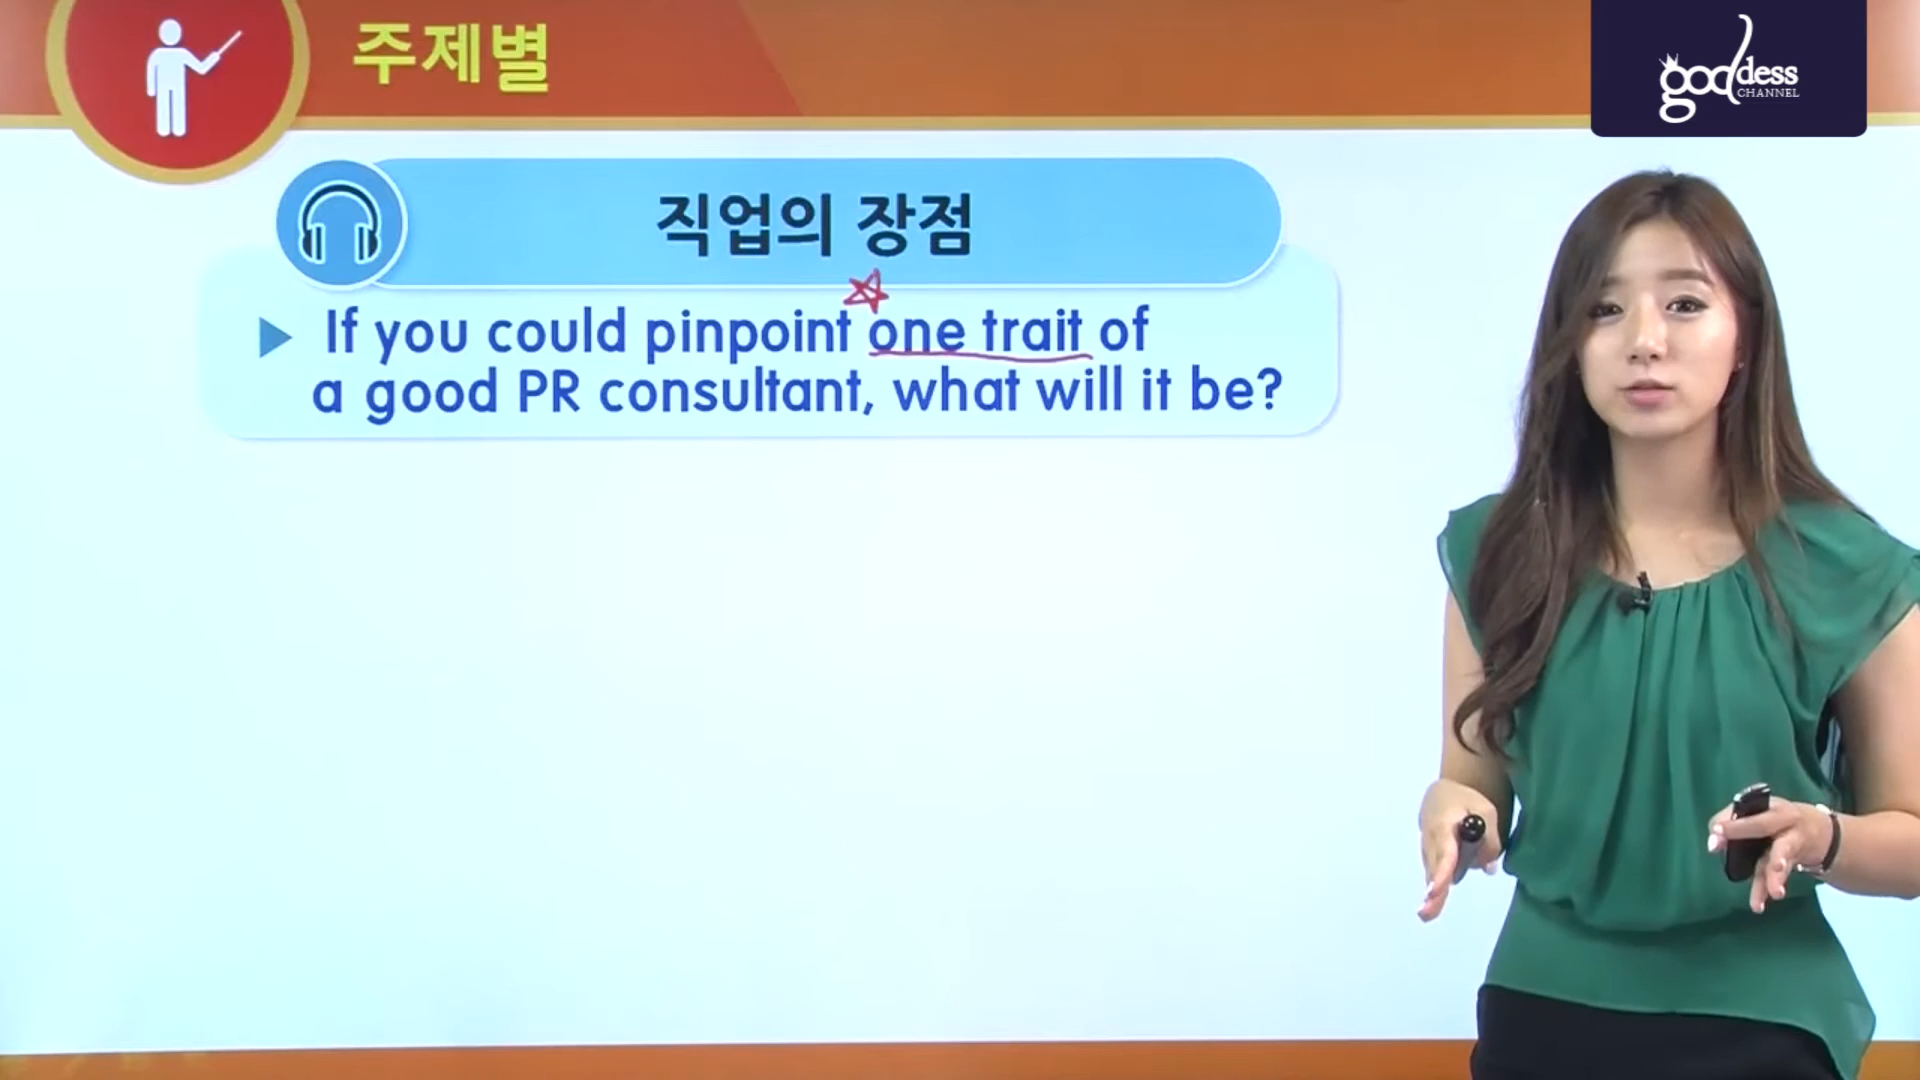 주제별
goddess
CHANNEL
직업의 장점
If you could pinpoint one trait of
a good PR consultant, what will it be?